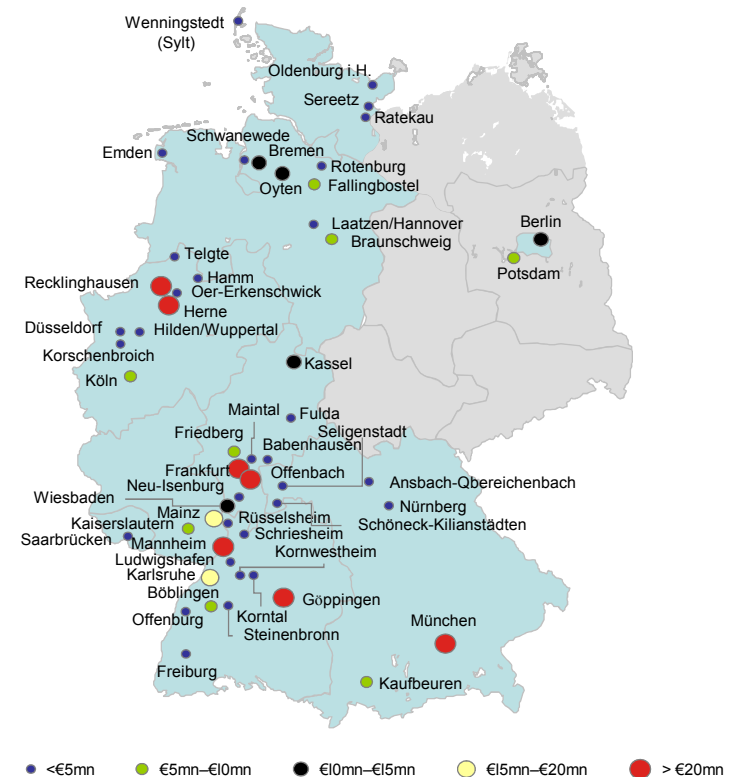 Wenningstedt
(Sylt)
Oldenburg i.H.
Sereetz
Ratekau
Schwanewede
Emden
Bremen
Rotenburg
Oyten
Fallingbostel
Laatzen/Hannover
Berlin
Braunschweig
Telgte
Potsdam
Recklinghausen
Hamm
Oer-Erkenschwick
Herne
Düsseldorf
Hilden/Wuppertal
Korschenbroich
Kassel
Köln
Maintal
Fulda
Seligenstadt
Friedberg
Babenhausen
Frankfurt
Offenbach
Neu-Isenburg
Ansbach-Qbereichenbach
Wiesbaden
Nürnberg
Mainz
Rüsselsheim
Schöneck-Kilianstädten
Kaiserslautern
Saarbrücken
Schriesheim
Mannheim
Kornwestheim
Ludwigshafen
Karlsruhe
Böblingen
Göppingen
Offenburg
Korntal
München
Steinenbronn
Freiburg
Kaufbeuren
<€5mn €5mn–€l0mn €l0mn–€l5mn €l5mn–€20mn > €20mn